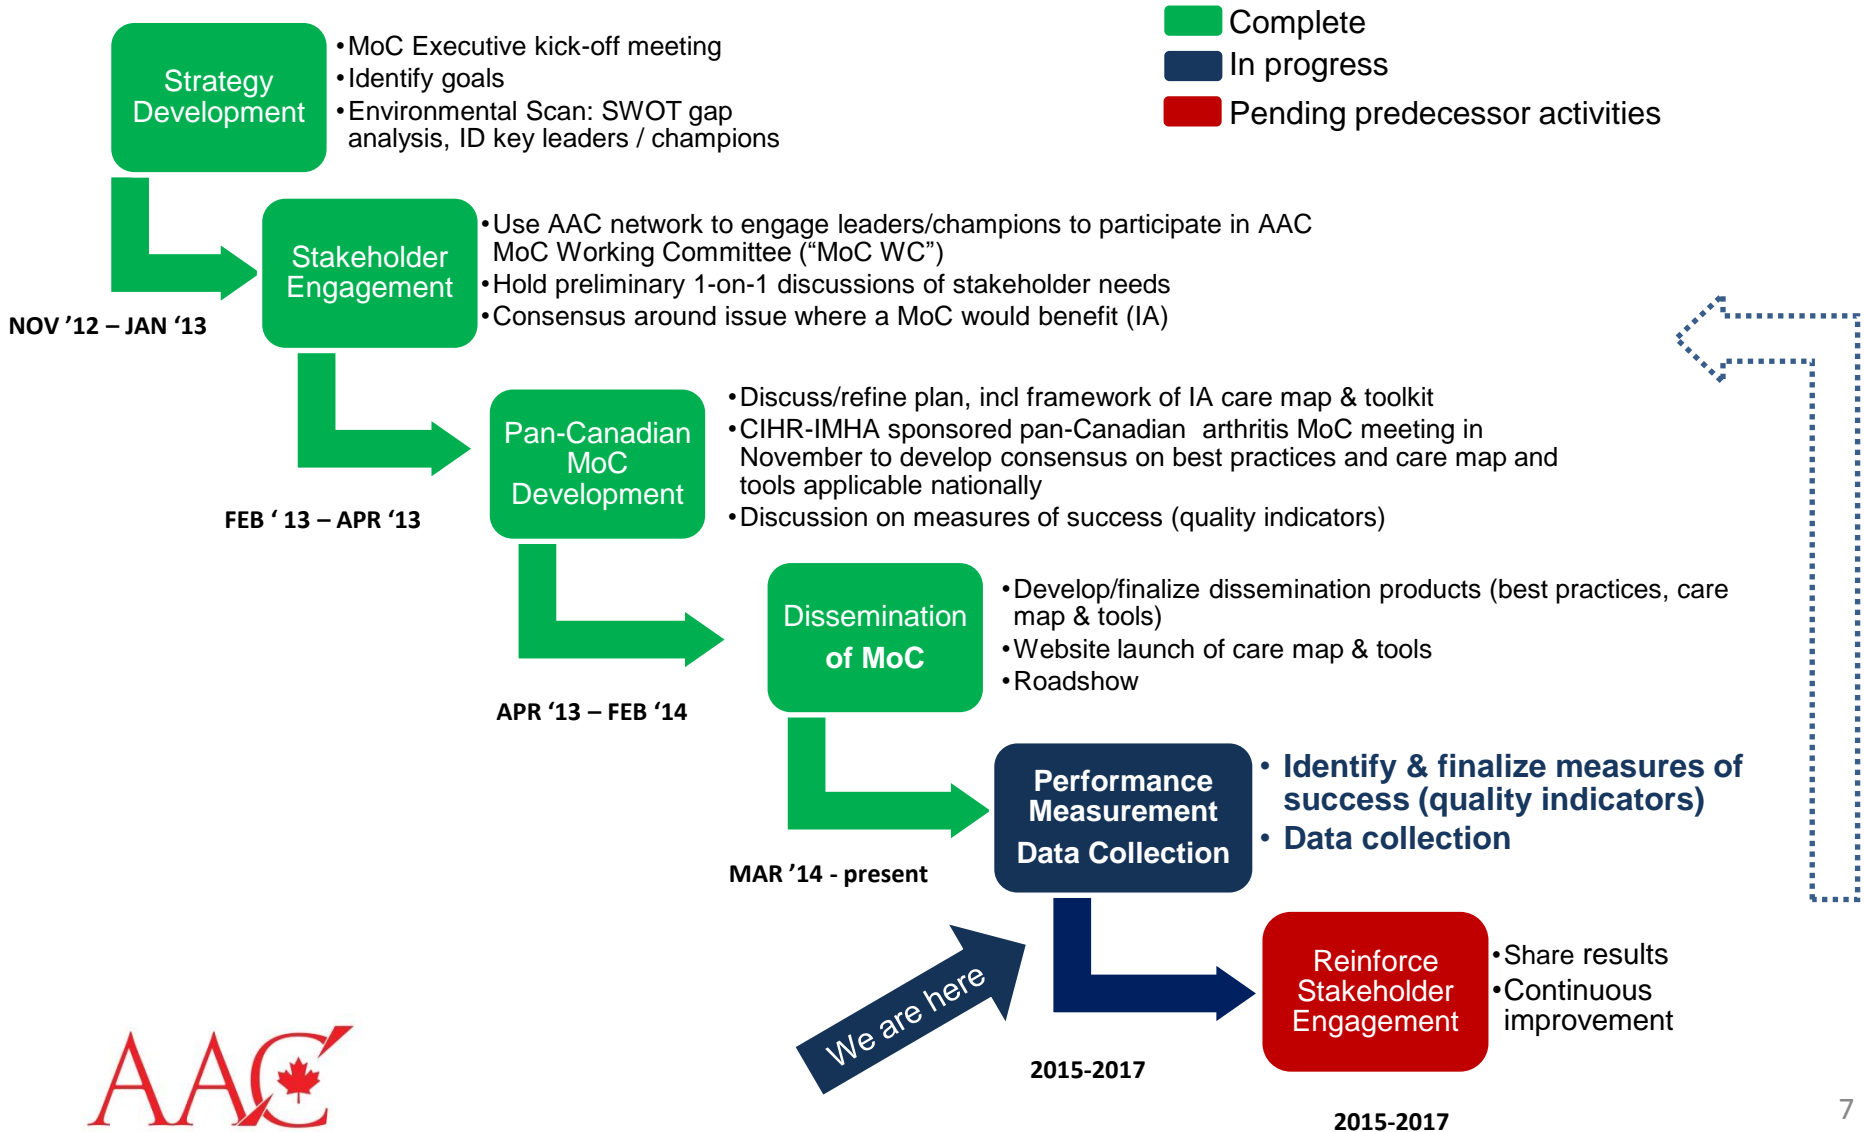 Complete
In progress
Pending predecessor activities
Strategy
Development
•MoC Executive kick-off meeting
•Identify goals
•Environmental Scan: SWOT gap
analysis, ID key leaders / champions
NOV ’12 – JAN ‘13
Stakeholder
Engagement
•Use AAC network to engage leaders/champions to participate in AAC
MoC Working Committee (“MoC WC”)
•Hold preliminary 1-on-1 discussions of stakeholder needs
•Consensus around issue where a MoC would benefit (IA)
FEB ‘ 13 – APR ‘13
Pan-Canadian
MoC
Development
•Discuss/refine plan, incl framework of IA care map & toolkit
•CIHR-IMHA sponsored pan-Canadian arthritis MoC meeting in
November to develop consensus on best practices and care map and
tools applicable nationally
•Discussion on measures of success (quality indicators)
APR ‘13 – FEB ‘14
Dissemination
of MoC
•Develop/finalize dissemination products (best practices, care
map & tools)
•Website launch of care map & tools
•Roadshow
MAR ’14 - present
Performance
Measurement
Data Collection
• Identify & finalize measures of
success (quality indicators)
• Data collection
We are here
2015-2017
Reinforce
Stakeholder
Engagement
•Share results
•Continuous
improvement
2015-2017
AAC
7